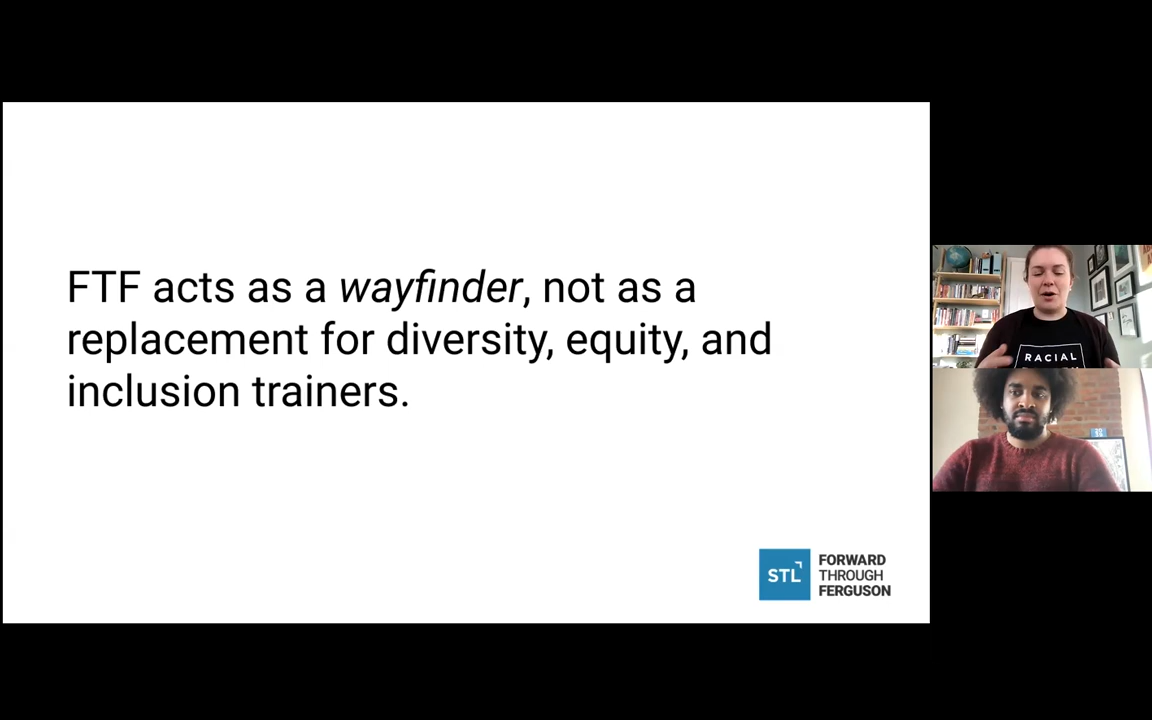 FTF acts as a wayfinder, not as a
replacement for diversity, equity, and
inclusion trainers.
STL
FORWARD
THROUGH
FERGUSON
RACIAL